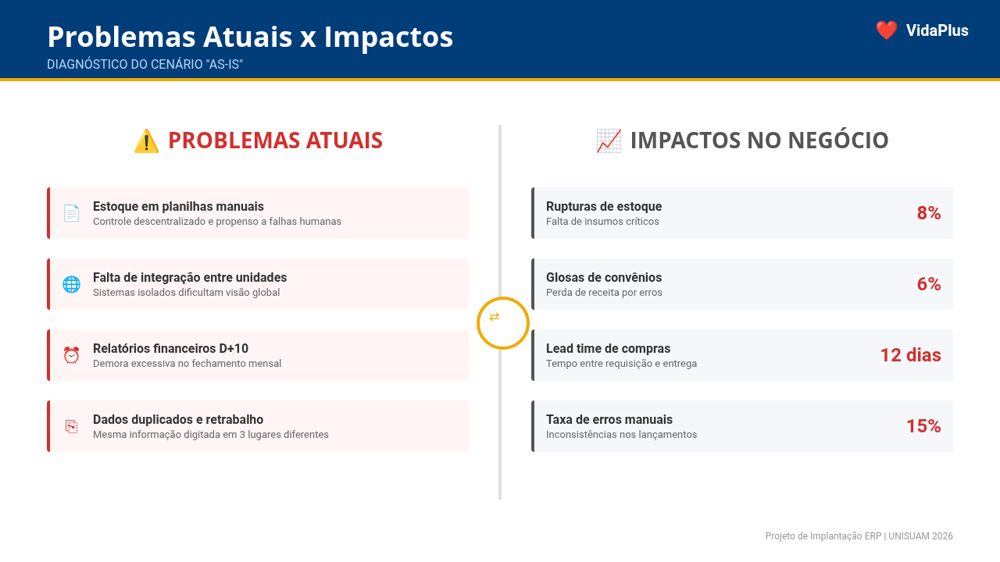 Problemas Atuais x Impactos
DIAGNÓSTICO DO CENÁRIO "AS-IS"
VidaPlus
PROBLEMAS ATUAIS
Estoque em planilhas manuais
Controle descentralizado e propenso a falhas humanas
Falta de integração entre unidades
Sistemas isolados dificultam visão global
Relatórios financeiros D+10
Demora excessiva no fechamento mensal
Dados duplicados e retrabalho
Mesma informação digitada em 3 lugares diferentes
IMPACTOS NO NEGÓCIO
Rupturas de estoque
Falta de insumos críticos
8%
Glosas de convênios
Perda de receita por erros
6%
Lead time de compras
Tempo entre requisição e entrega
12 dias
Taxa de erros manuais
Inconsistências nos lançamentos
15%
Projeto de Implantação ERP | UNISUAM 2026